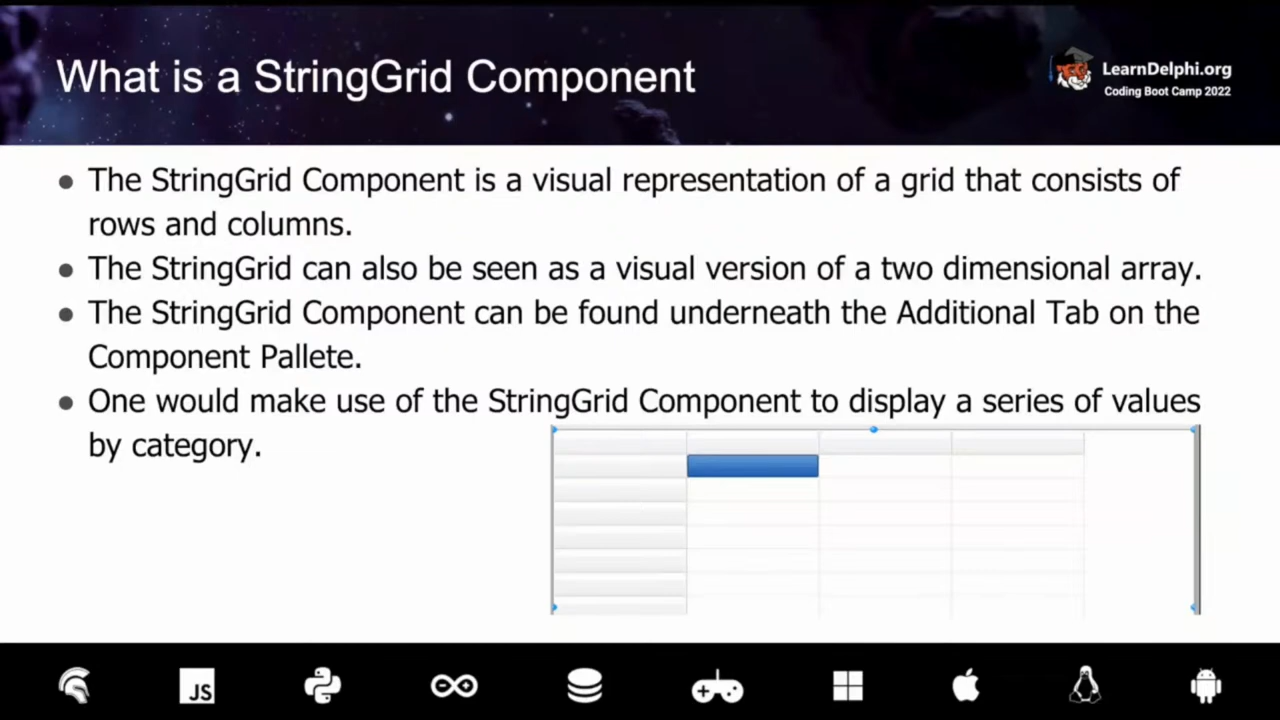 What is a StringGrid Component
LearnDelphi.org
Coding Boot Camp 2022
● The StringGrid Component is a visual representation of a grid that consists of
rows and columns.
● The StringGrid can also be seen as a visual version of a two dimensional array.
● The StringGrid Component can be found underneath the Additional Tab on the
Component Pallete.
● One would make use of the StringGrid Component to display a series of values
by category.
JS